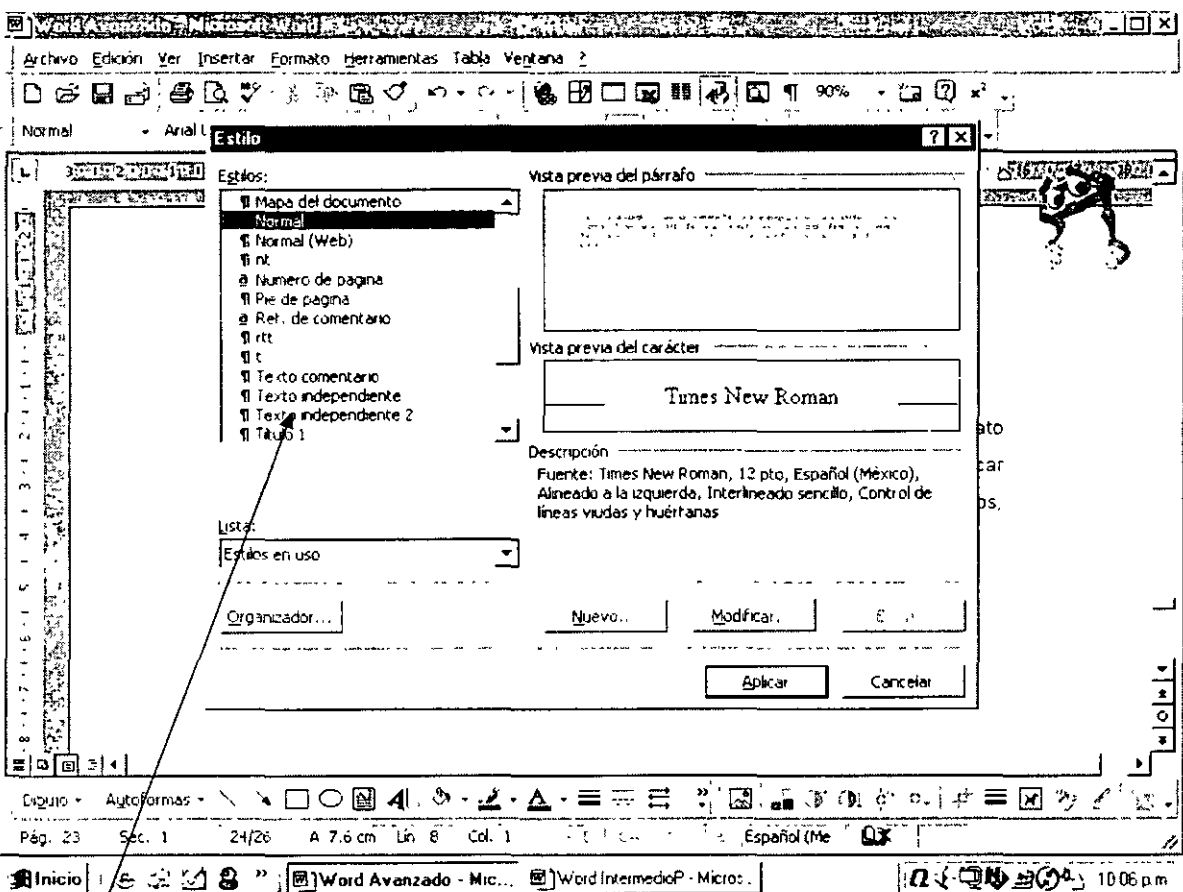 Archivo Edición Ver Insertar Formato Herramientas Tabla Ventana ?
90%
Normal Arial
Estilo
Estilos:
Mapa del documento
Normal
Normal (Web)
nt
Numero de pagina
Pie de pagina
Ref. de comentario
rtt
t
Texto comentario
Texto independiente
Texto independiente 2
Título 1
Lista:
Estilos en uso
Vista previa del párrafo
Vista previa del carácter
Times New Roman
Descripción
Fuente: Times New Roman, 12 pto, Español (México),
Alineado a la izquierda, Interlineado sencillo, Control de
líneas viudas y huérfanas
ato
car
os,
Organizador... Nuevo.. Modificar.
Aplicar Cancelar
Dibujo Autoformas
Pág. 23 Sec. 1 24/26 A 7.6 cm Lín 8 Col. 1 Español (Me
Inicio Word Avanzado - Mic... Word IntermedioP - Micros.. 10 06 p.m